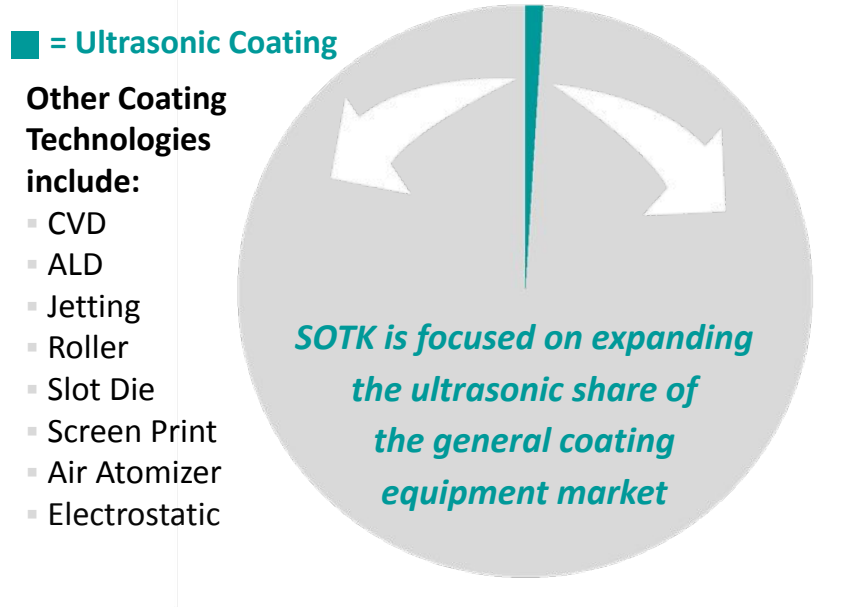 = Ultrasonic Coating
Other Coating
Technologies
include:
▪ CVD
▪ ALD
▪ Jetting
▪ Roller
▪ Slot Die
▪ Screen Print
▪ Air Atomizer
▪ Electrostatic
SOTK is focused on expanding
the ultrasonic share of
the general coating
equipment market